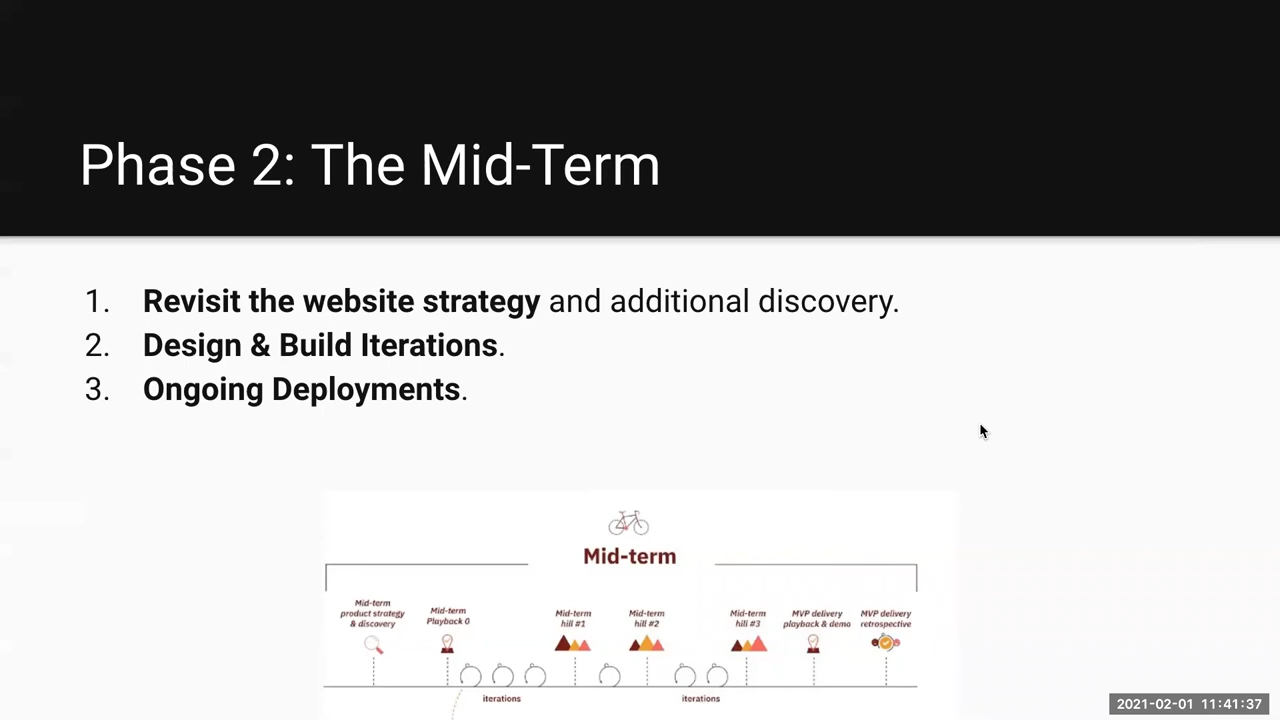 Phase 2: The Mid-Term
1. Revisit the website strategy and additional discovery.
2. Design & Build Iterations.
3. Ongoing Deployments.
Mid-term
Mid-term
product strategy
& discovery
Mid-term
Playback 0
Mid-term
hill #1
Mid-term
hill #2
Mid-term
hill #3
MVP delivery
playback & demo
MVP delivery
retrospective
iterations
iterations
2021-02-01 11:41:37